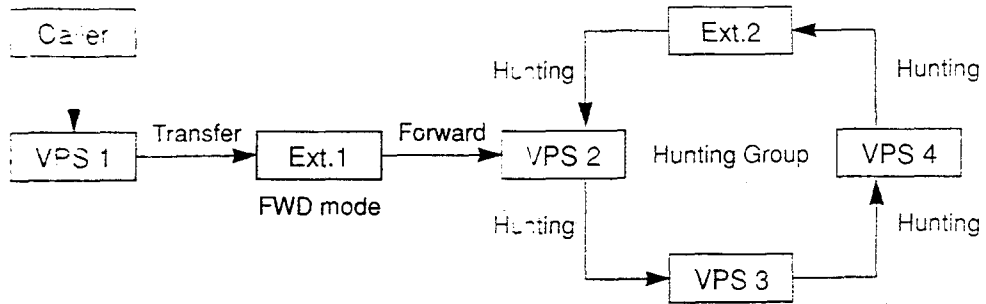 Caller
Ext.2
Hunting
Hunting
VPS 1
Transfer
Ext.1
Forward
VPS 2
Hunting Group
VPS 4
FWD mode
Hunting
Hunting
VPS 3